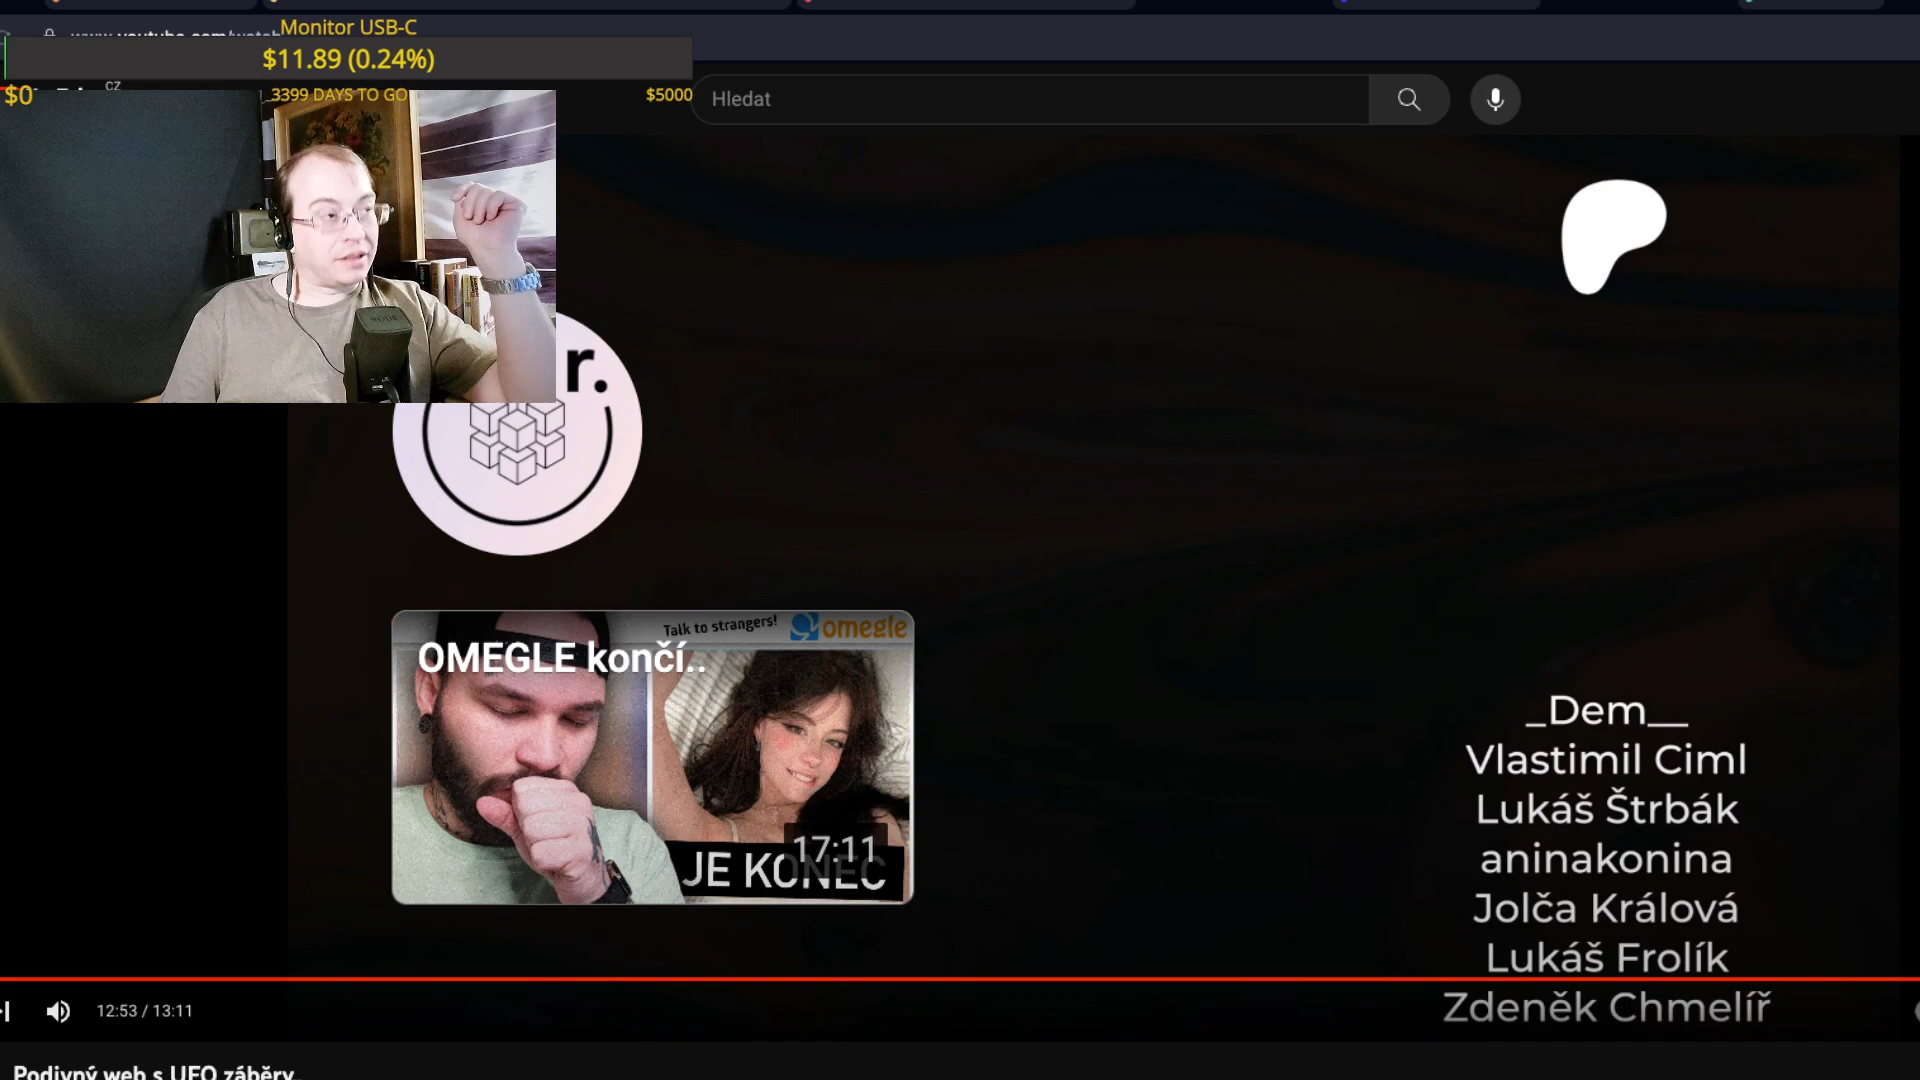 Monitor USB-C
$11.89 (0.24%)
CZ
$0
3399 DAYS TO GO
$5000
Hledat
RØDE
r.
Talk to strangers!
omegle
OMEGLE končí..
17:11
JE KONEC
_Dem__
Vlastimil Ciml
Lukáš Štrbák
aninakonina
Jolča Králová
Lukáš Frolík
Zdeněk Chmelíř
12:53 / 13:11
Podivný web s UFO záběry..